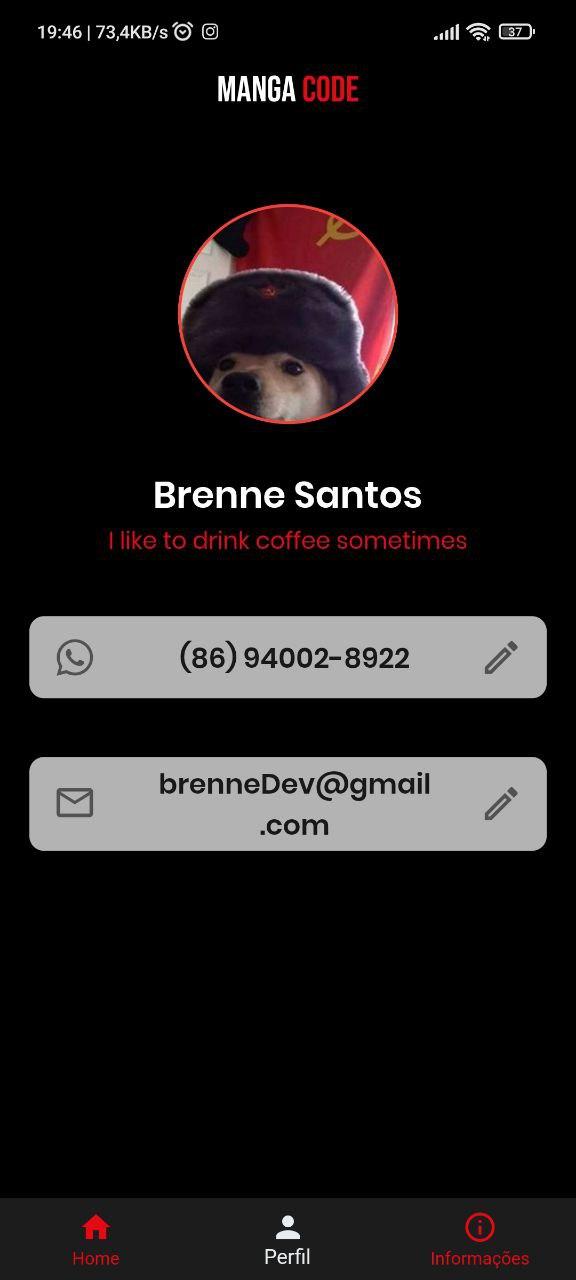 19:46 | 73,4KB/s
37
MANGA CODE
Brenne Santos
I like to drink coffee sometimes
(86) 94002-8922
brenneDev@gmail
.com
Home
Perfil
Informações